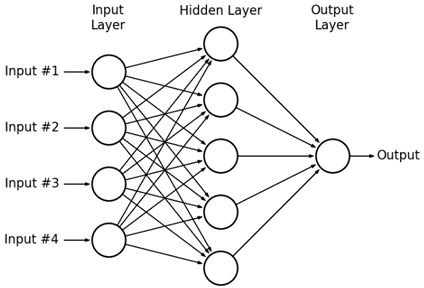 Input
Layer
Hidden Layer
Output
Layer
Input #1
Input #2
Input #3
Input #4
Output